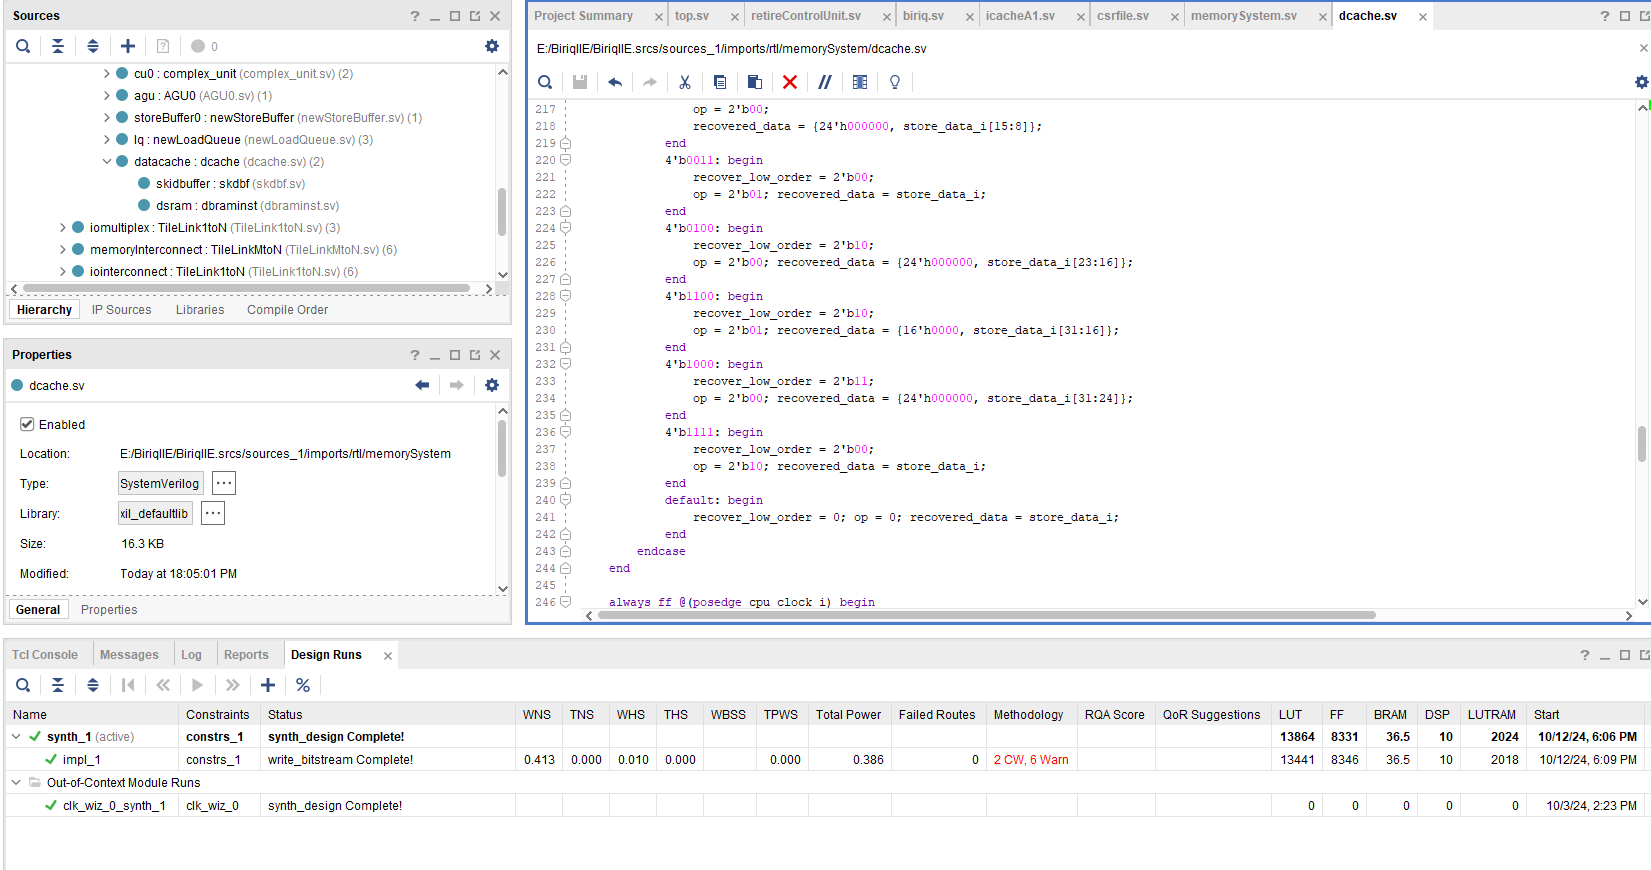 Sources
?
0
cu0 : complex_unit (complex_unit.sv) (2)
agu : AGU0 (AGU0.sv) (1)
storeBuffer0 : newStoreBuffer (newStoreBuffer.sv) (1)
lq : newLoadQueue (newLoadQueue.sv) (3)
datacache : dcache (dcache.sv) (2)
skidbuffer : skdbf (skdbf.sv)
dsram : dbraminst (dbraminst.sv)
iomultiplex : TileLink1toN (TileLink1toN.sv) (3)
memoryInterconnect : TileLinkMtoN (TileLinkMtoN.sv) (6)
iointerconnect : TileLink1toN (TileLink1toN.sv) (6)
Hierarchy IP Sources Libraries Compile Order
Properties
?
dcache.sv
Enabled
Location: E:/BiriqIIE/BiriqIIE.srcs/sources_1/imports/rtl/memorySystem
Type: SystemVerilog ...
Library: xil_defaultlib ...
Size: 16.3 KB
Modified: Today at 18:05:01 PM
General Properties
Project Summary top.sv retireControlUnit.sv biriq.sv icacheA1.sv csrfile.sv memorySystem.sv dcache.sv
?
E:/BiriqIIE/BiriqIIE.srcs/sources_1/imports/rtl/memorySystem/dcache.sv
//
217 op = 2'b00;
218 recovered_data = {24'h000000, store_data_i[15:8]};
219 end
220 4'b0011: begin
221 recover_low_order = 2'b00;
222 op = 2'b01; recovered_data = store_data_i;
223 end
224 4'b0100: begin
225 recover_low_order = 2'b10;
226 op = 2'b00; recovered_data = {24'h000000, store_data_i[23:16]};
227 end
228 4'b1100: begin
229 recover_low_order = 2'b10;
230 op = 2'b01; recovered_data = {16'h0000, store_data_i[31:16]};
231 end
232 4'b1000: begin
233 recover_low_order = 2'b11;
234 op = 2'b00; recovered_data = {24'h000000, store_data_i[31:24]};
235 end
236 4'b1111: begin
237 recover_low_order = 2'b00;
238 op = 2'b10; recovered_data = store_data_i;
239 end
240 default: begin
241 recover_low_order = 0; op = 0; recovered_data = store_data_i;
242 end
243 endcase
244 end
245
246 always_ff @(posedge cpu_clock_i) begin
Tcl Console Messages Log Reports Design Runs
?
%
Name Constraints Status WNS TNS WHS THS WBSS TPWS Total Power Failed Routes Methodology RQA Score QoR Suggestions LUT FF BRAM DSP LUTRAM Start
synth_1 (active) constrs_1 synth_design Complete! 13864 8331 36.5 10 2024 10/12/24, 6:06 PM
impl_1 constrs_1 write_bitstream Complete! 0.413 0.000 0.010 0.000 0.000 0.386 0 2 CW, 6 Warn 13441 8346 36.5 10 2018 10/12/24, 6:09 PM
Out-of-Context Module Runs
clk_wiz_0_synth_1 clk_wiz_0 synth_design Complete! 0 0 0 0 0 10/3/24, 2:23 PM